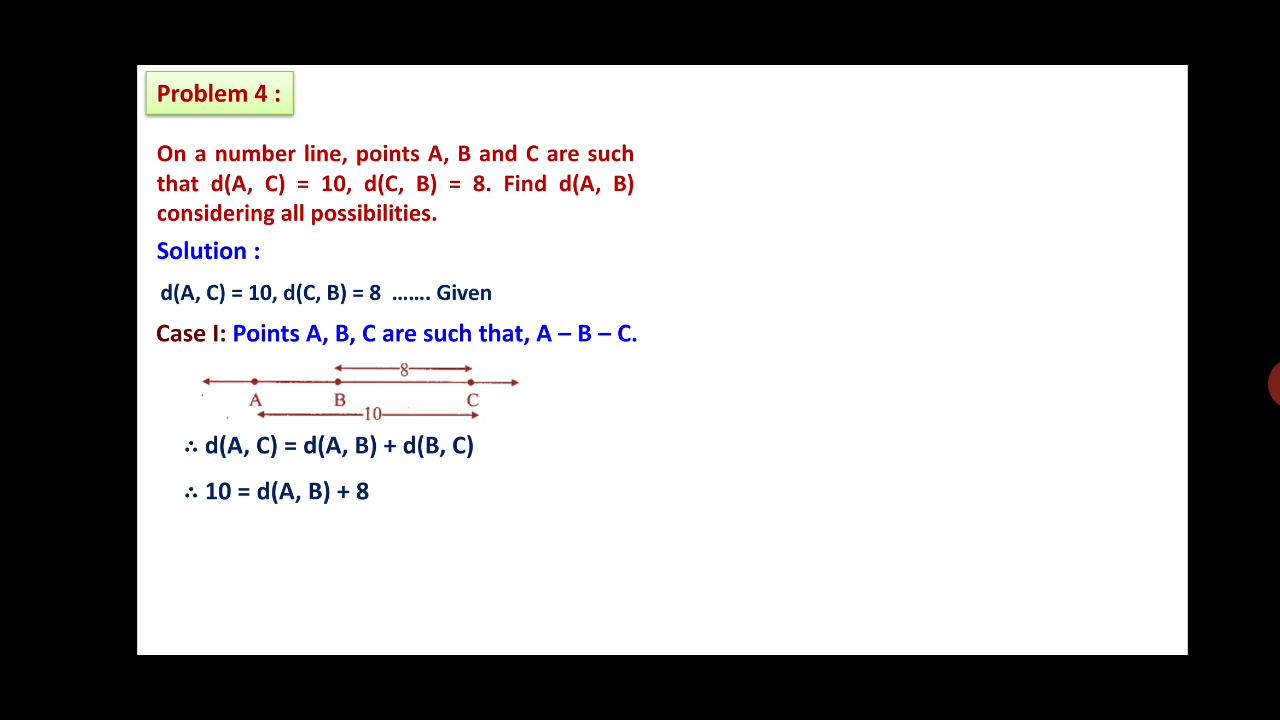 Problem 4 :
On a number line, points A, B and C are such
that d(A, C) = 10, d(C, B) = 8. Find d(A, B)
considering all possibilities.
Solution :
d(A, C) = 10, d(C, B) = 8 ....... Given
Case I: Points A, B, C are such that, A – B – C.
8
A B C
10
∴ d(A, C) = d(A, B) + d(B, C)
∴ 10 = d(A, B) + 8